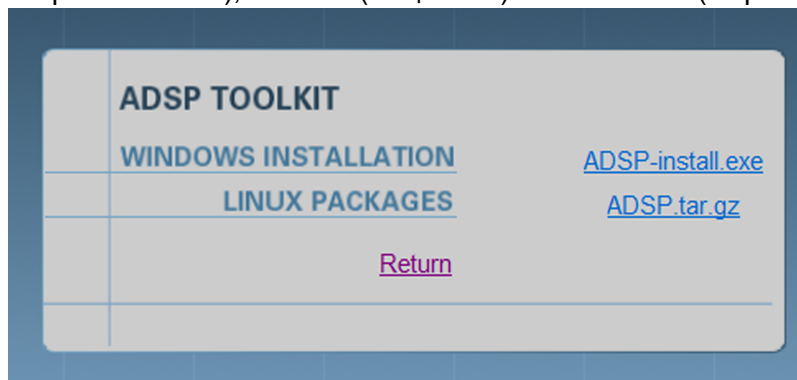 ADSP TOOLKIT
WINDOWS INSTALLATION ADSP-install.exe
LINUX PACKAGES ADSP.tar.gz
Return